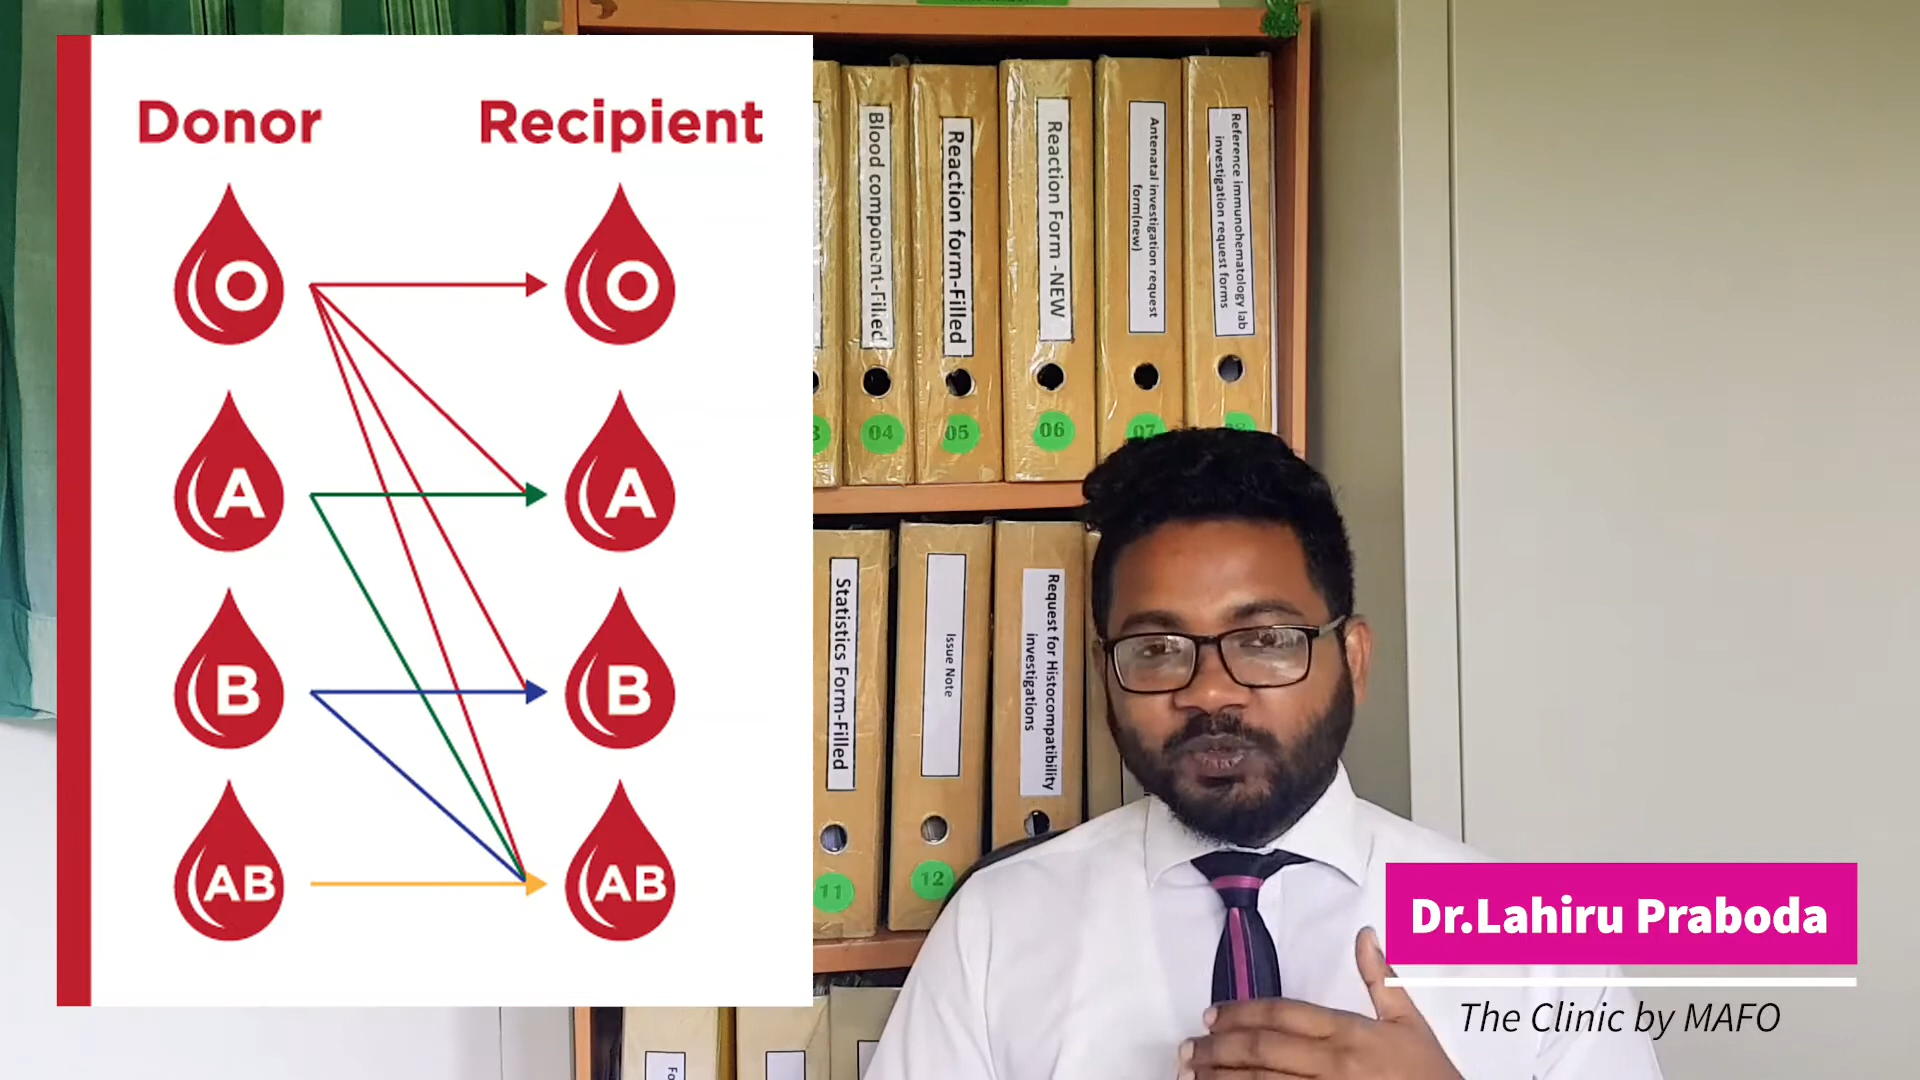 Donor
Recipient
O
O
A
A
B
B
AB
AB
Blood component-Filled
Reaction form-Filled
Reaction Form -NEW
Antenatal investigation request
form(new)
Reference immunohematology lab
investigation request forms
04
05
06
07
Statistics Form-Filled
Issue Note
Request for Histocompatibility
investigations
11
12
Dr.Lahiru Praboda
The Clinic by MAFO